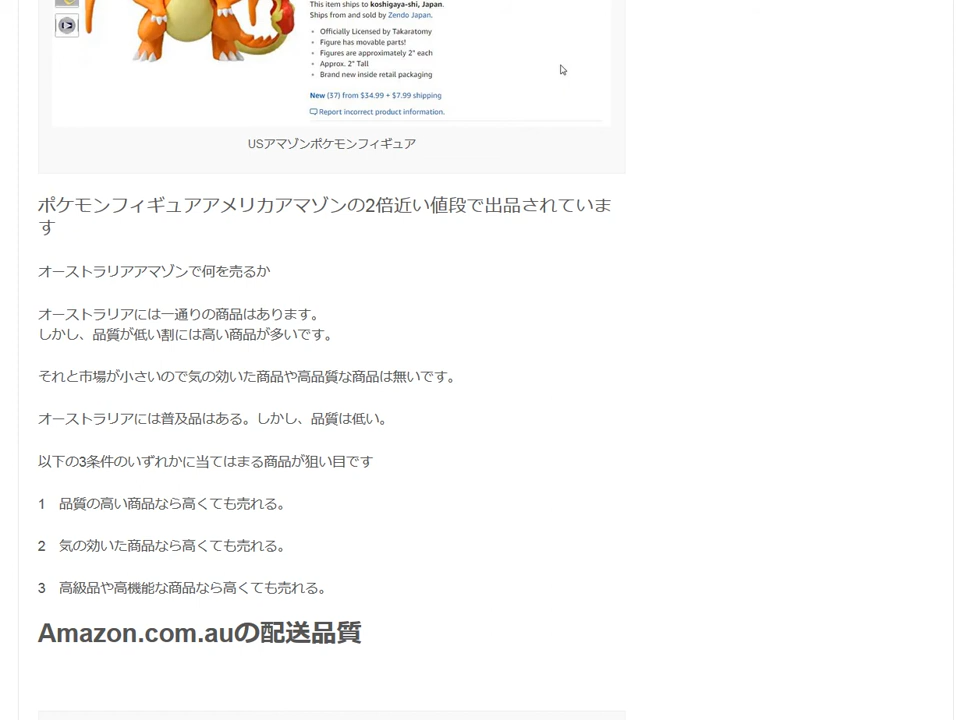 This item ships to koshigaya-shi, Japan.
Ships from and sold by Zendo Japan.
Officially Licensed by Takaratomy
Figure has movable parts!
Figures are approximately 2" each
Approx. 2" Tall
Brand new inside retail packaging
New (37) from $34.99 + $7.99 shipping
Report incorrect product information.
USアマゾンポケモンフィギュア
ポケモンフィギュアアメリカアマゾンの2倍近い値段で出品されていま
す
オーストラリアアマゾンで何を売るか
オーストラリアには一通りの商品はあります。
しかし、品質が低い割には高い商品が多いです。
それと市場が小さいので気の効いた商品や高品質な商品は無いです。
オーストラリアには普及品はある。しかし、品質は低い。
以下の3条件のいずれかに当てはまる商品が狙い目です
1　品質の高い商品なら高くても売れる。
2　気の効いた商品なら高くても売れる。
3　高級品や高機能な商品なら高くても売れる。
Amazon.com.auの配送品質